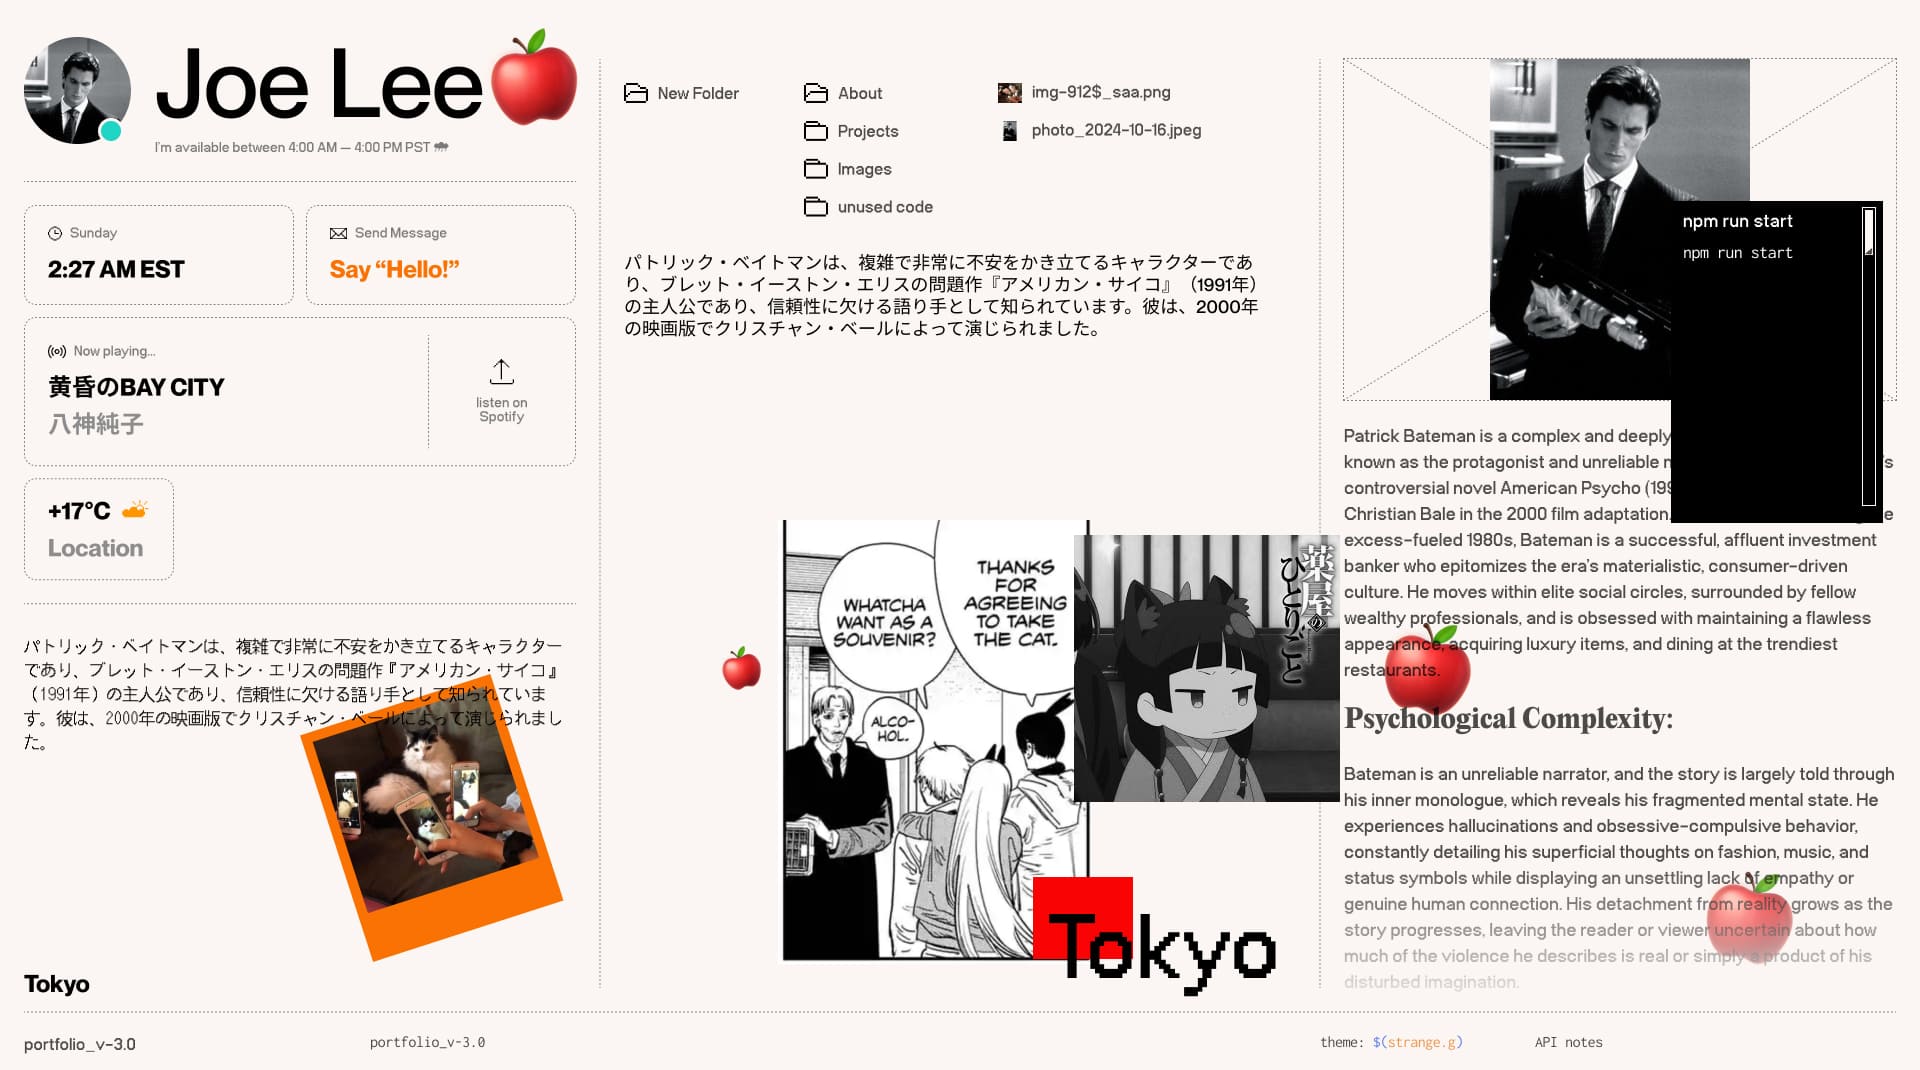 Joe Lee
I'm available between 4:00 AM — 4:00 PM PST
Sunday
2:27 AM EST
Send Message
Say “Hello!”
Now playing...
黄昏のBAY CITY
八神純子
listen on
Spotify
+17°C
Location
パトリック・ベイトマンは、複雑で非常に不安をかき立てるキャラクター
であり、ブレット・イーストン・エリスの問題作『アメリカン・サイコ』
（1991年）の主人公であり、信頼性に欠ける語り手として知られていま
す。彼は、2000年の映画版でクリスチャン・ベールによって演じられまし
た。
Tokyo
New Folder
About
Projects
Images
unused code
img-912$_saa.png
photo_2024-10-16.jpeg
パトリック・ベイトマンは、複雑で非常に不安をかき立てるキャラクターであ
り、ブレット・イーストン・エリスの問題作『アメリカン・サイコ』（1991年）
の主人公であり、信頼性に欠ける語り手として知られています。彼は、2000年
の映画版でクリスチャン・ベールによって演じられました。
WHATCHA
WANT AS A
SOUVENIR?
THANKS
FOR
AGREEING
TO TAKE
THE CAT.
ALCO-
HOL.
薬屋の
ひとりごと
Tokyo
npm run start
npm run start
Patrick Bateman is a complex and deeply
known as the protagonist and unreliable
controversial novel American Psycho (199
Christian Bale in the 2000 film adaptation.
excess-fueled 1980s, Bateman is a successful, affluent investment
banker who epitomizes the era's materialistic, consumer-driven
culture. He moves within elite social circles, surrounded by fellow
wealthy professionals, and is obsessed with maintaining a flawless
appearance, acquiring luxury items, and dining at the trendiest
restaurants.
Psychological Complexity:
Bateman is an unreliable narrator, and the story is largely told through
his inner monologue, which reveals his fragmented mental state. He
experiences hallucinations and obsessive-compulsive behavior,
constantly detailing his superficial thoughts on fashion, music, and
status symbols while displaying an unsettling lack of empathy or
genuine human connection. His detachment from reality grows as the
story progresses, leaving the reader or viewer uncertain about how
much of the violence he describes is real or simply a product of his
disturbed imagination.
portfolio_v-3.0
portfolio_v-3.0
theme: $(strange.g)
API notes